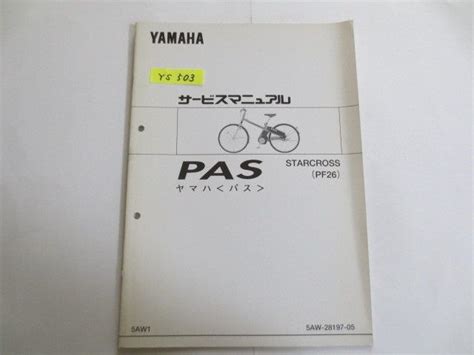 YAMAHA
YS 503
サービスマニュアル
PAS
STARCROSS
(PF26)
ヤマハ<パス>
5AW1
5AW-28197-05